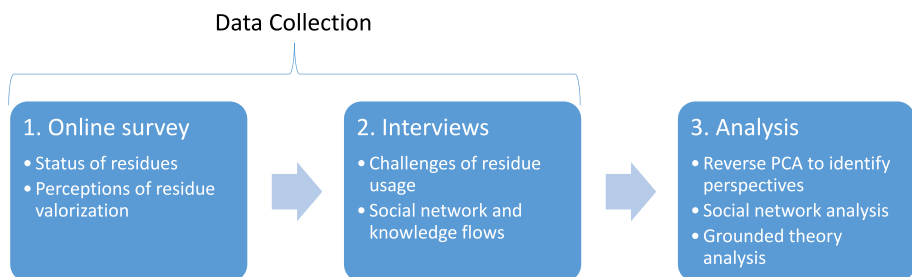 Data Collection
1. Online survey
• Status of residues
• Perceptions of residue
valorization
2. Interviews
• Challenges of residue
usage
• Social network and
knowledge flows
3. Analysis
• Reverse PCA to identify
perspectives
• Social network analysis
• Grounded theory
analysis